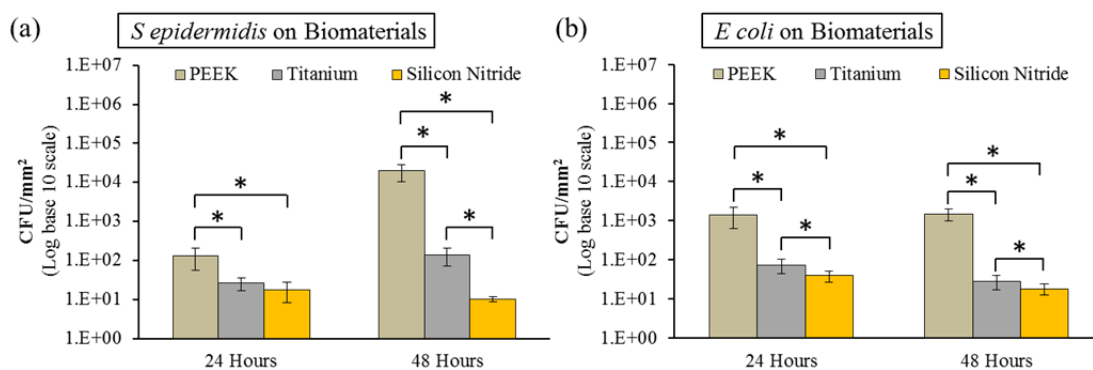 (a)
S epidermidis on Biomaterials
PEEK Titanium Silicon Nitride
CFU/mm²
(Log base 10 scale)
1.E+07
1.E+06
1.E+05
1.E+04
1.E+03
1.E+02
1.E+01
1.E+00
*
*
*
*
*
24 Hours 48 Hours
(b)
E coli on Biomaterials
PEEK Titanium Silicon Nitride
CFU/mm²
(Log base 10 scale)
1.E+07
1.E+06
1.E+05
1.E+04
1.E+03
1.E+02
1.E+01
1.E+00
*
*
*
*
*
*
24 Hours 48 Hours